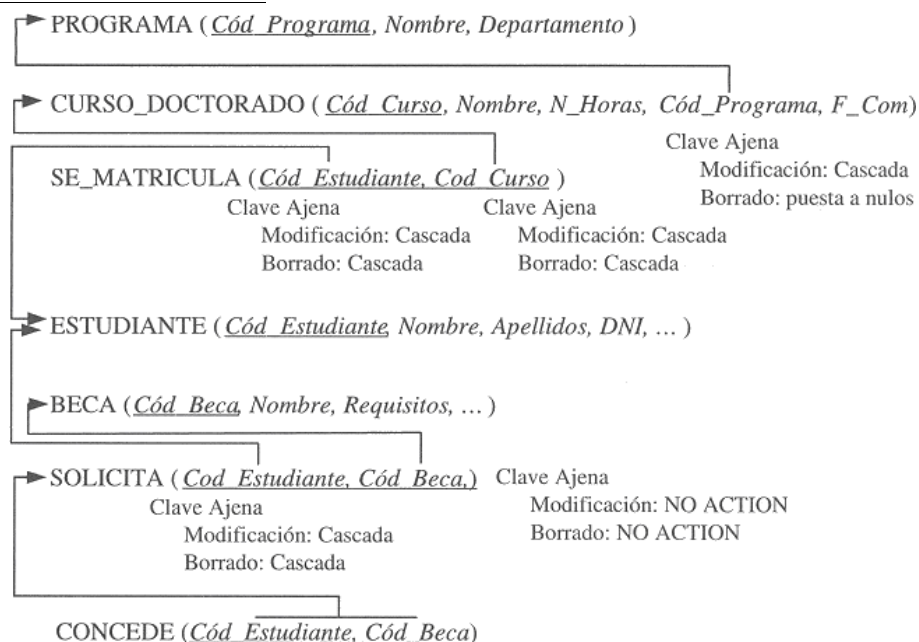 PROGRAMA (Cód_Programa, Nombre, Departamento )
CURSO_DOCTORADO ( Cód_Curso, Nombre, N_Horas, Cód_Programa, F_Com)
Clave Ajena
Modificación: Cascada
Borrado: puesta a nulos
SE_MATRICULA (Cód_Estudiante, Cod_Curso )
Clave Ajena Clave Ajena
Modificación: Cascada Modificación: Cascada
Borrado: Cascada Borrado: Cascada
ESTUDIANTE (Cód_Estudiante, Nombre, Apellidos, DNI, … )
BECA (Cód_Beca, Nombre, Requisitos, … )
SOLICITA (Cod_Estudiante, Cód_Beca,) Clave Ajena
Clave Ajena Modificación: NO ACTION
Modificación: Cascada Borrado: NO ACTION
Borrado: Cascada
CONCEDE (Cód_Estudiante, Cód_Beca)